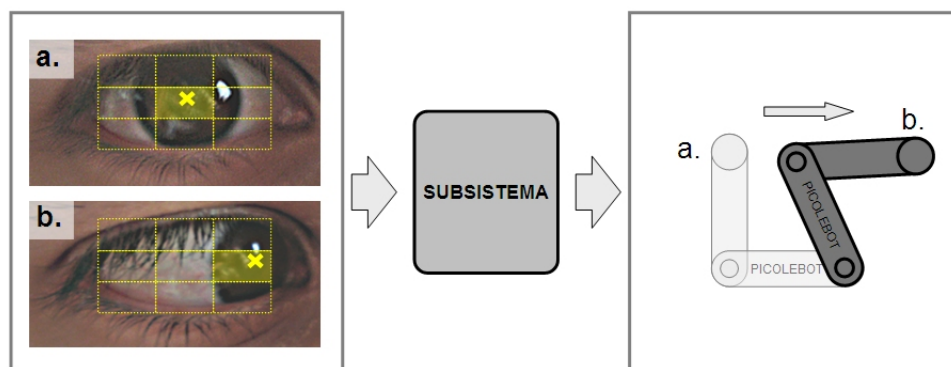 a.
b.
SUBSISTEMA
a.
b.
PICOLEBOT
PICOLEBOT